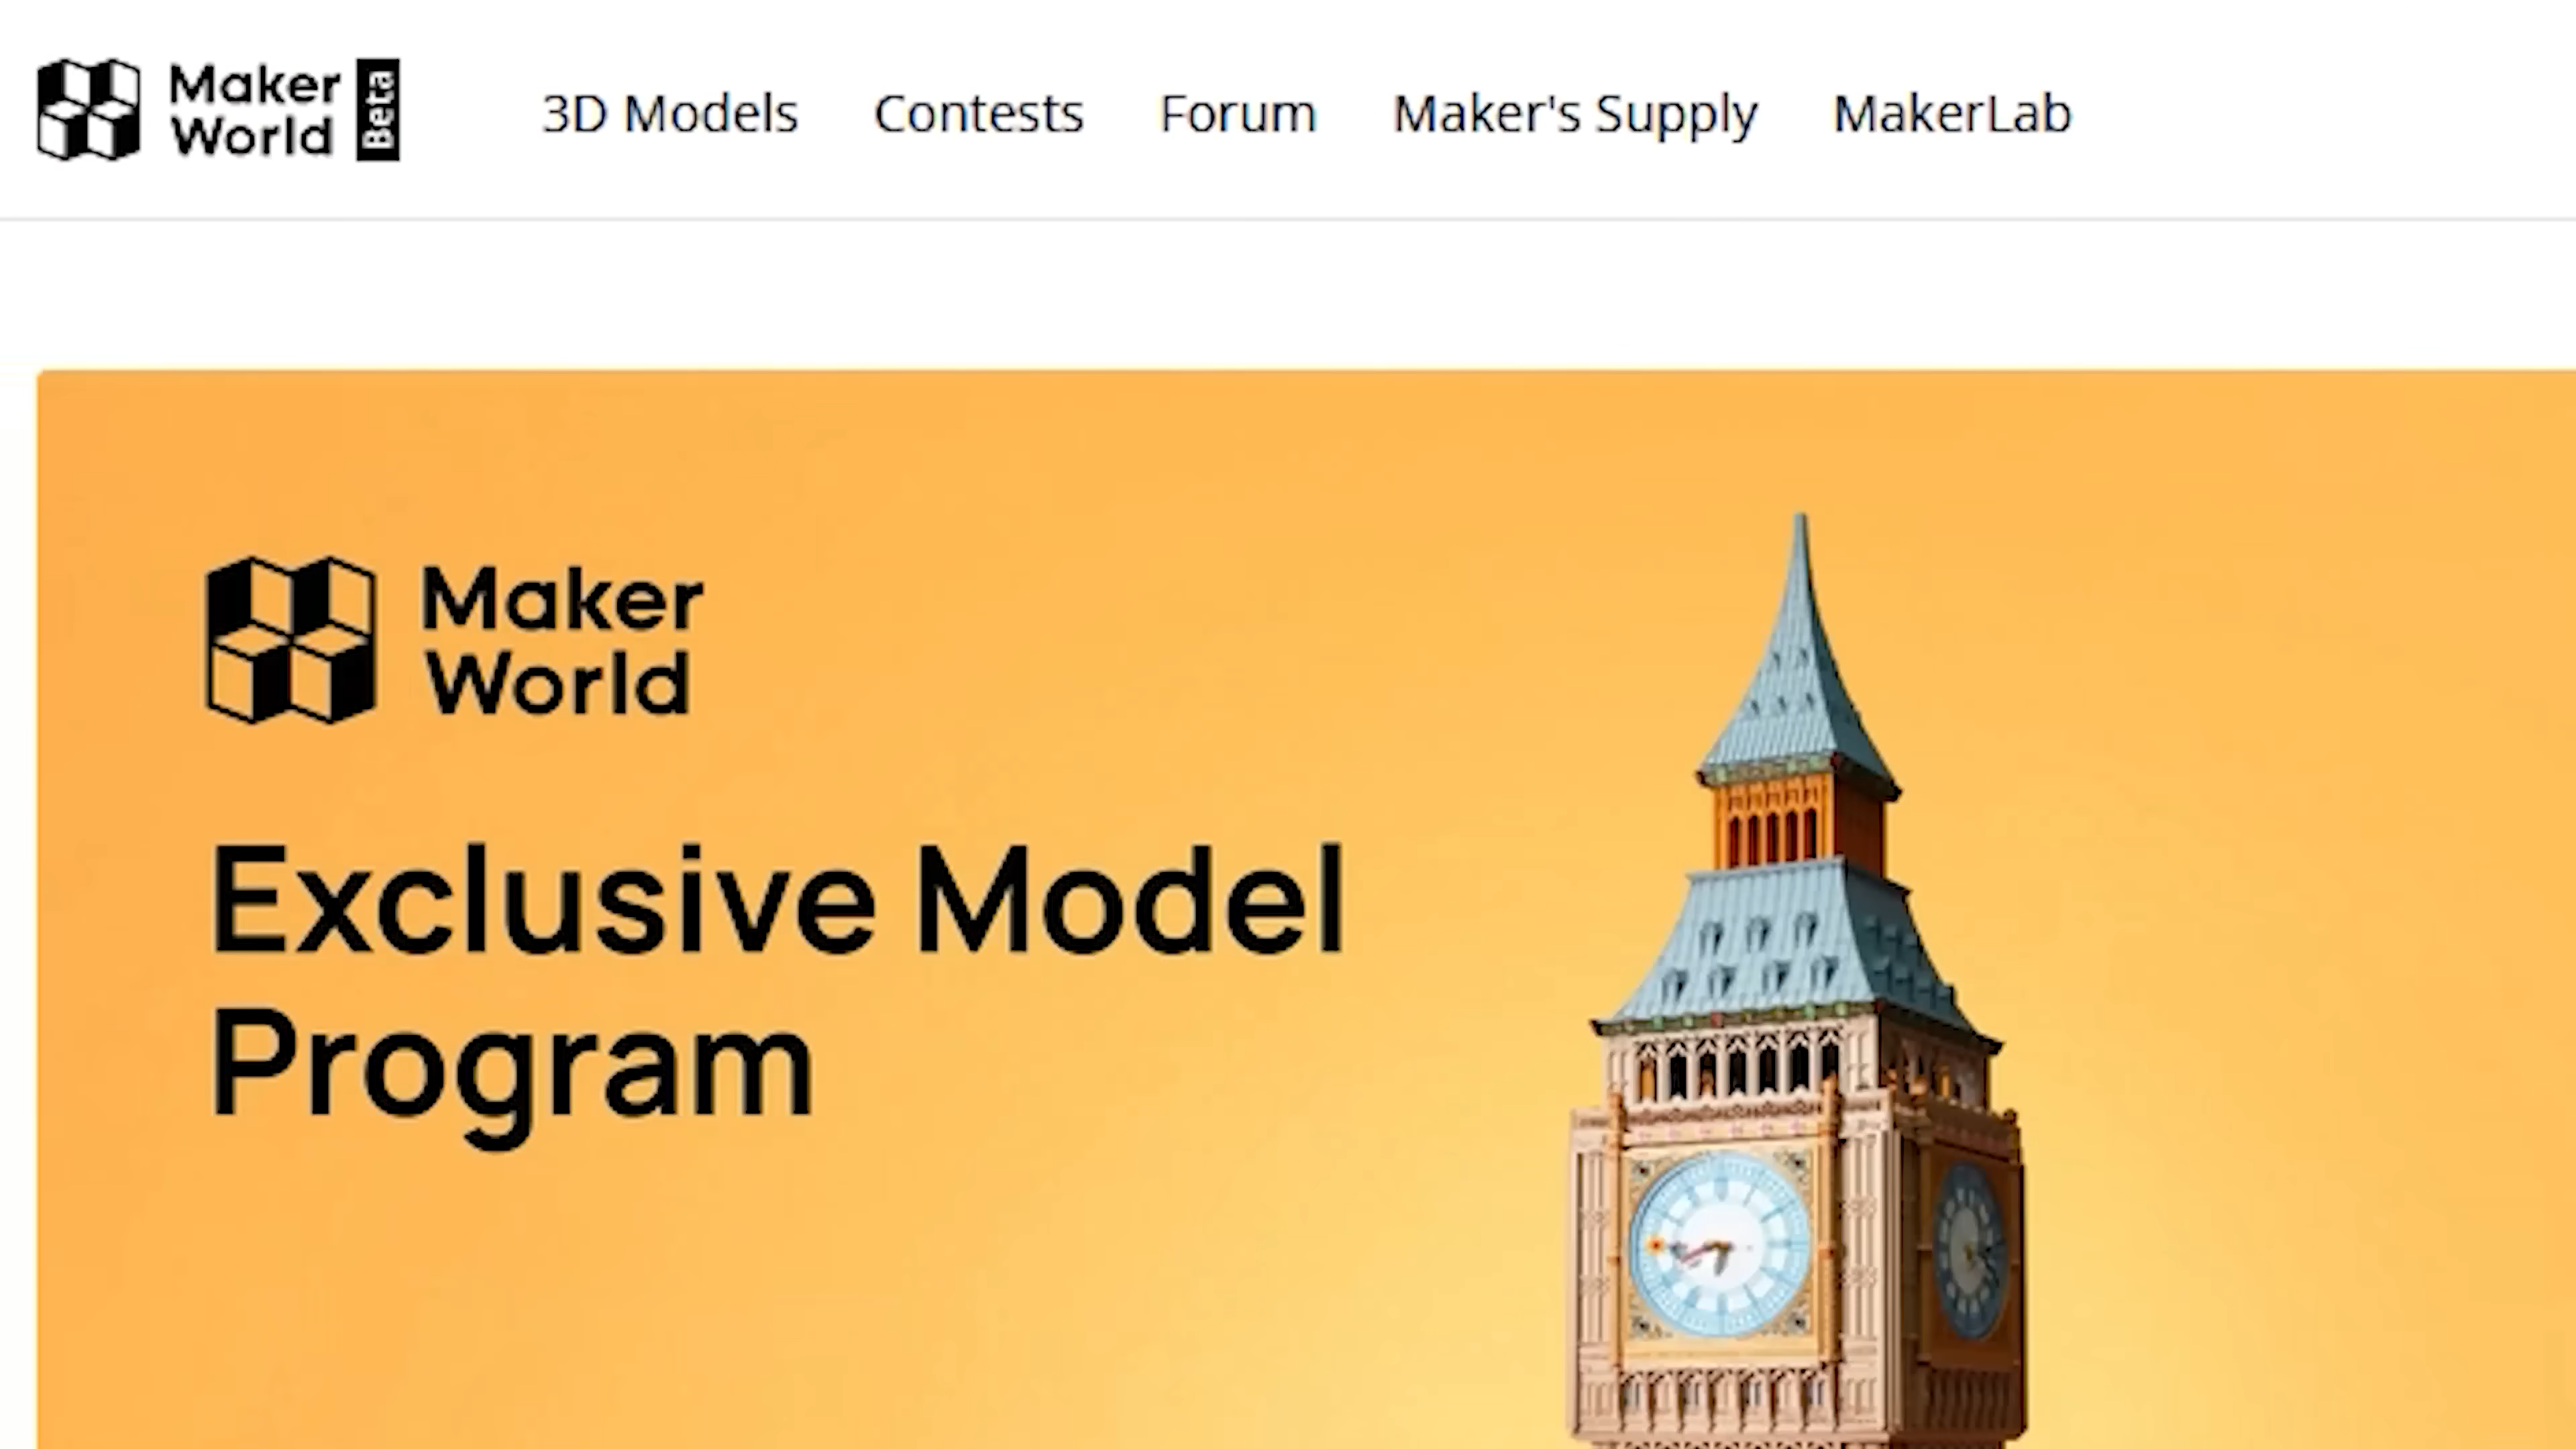 Maker
World
Beta
3D Models Contests Forum Maker's Supply MakerLab
Maker
World
Exclusive Model
Program